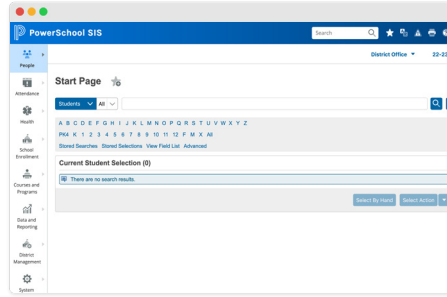 PowerSchool SIS
Search
District Office
22-23
People
Attendance
Health
School Enrollment
Courses and Programs
Data and Reporting
District Management
System
Start Page
Students
All
A B C D E F G H I J K L M N O P Q R S T U V W X Y Z
PK4 K 1 2 3 4 5 6 7 8 9 10 11 12 F M X All
Stored Searches Stored Selections View Field List Advanced
Current Student Selection (0)
There are no search results.
Select By Hand
Select Action